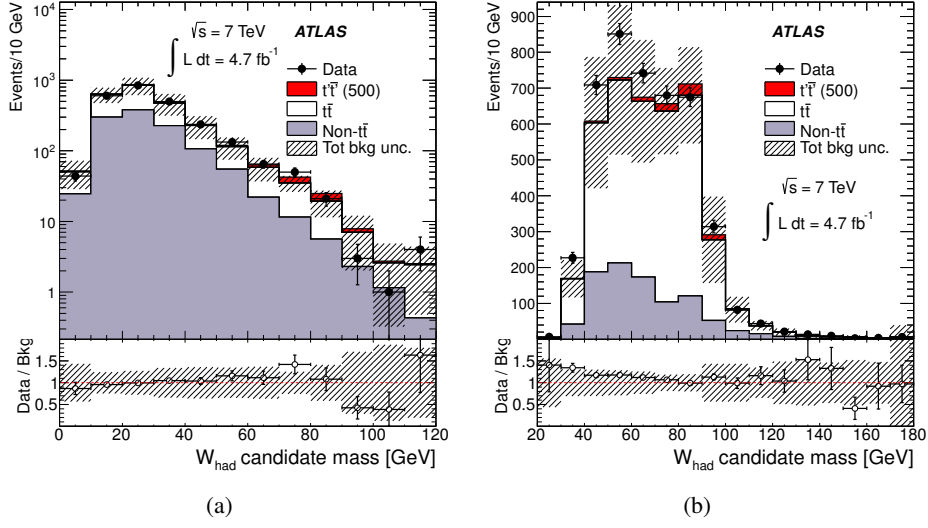 Events/10 GeV
10⁴
10³
10²
10
1
√s = 7 TeV
∫ L dt = 4.7 fb⁻¹
ATLAS
Data
t't̄' (500)
tt̄
Non-tt̄
Tot bkg unc.
Data / Bkg
1.5
1
0.5
0 20 40 60 80 100 120
W_had candidate mass [GeV]
(a)
Events/10 GeV
900
800
700
600
500
400
300
200
100
ATLAS
Data
t't̄' (500)
tt̄
Non-tt̄
Tot bkg unc.
√s = 7 TeV
∫ L dt = 4.7 fb⁻¹
Data / Bkg
1.5
1
0.5
20 40 60 80 100 120 140 160 180
W_had candidate mass [GeV]
(b)